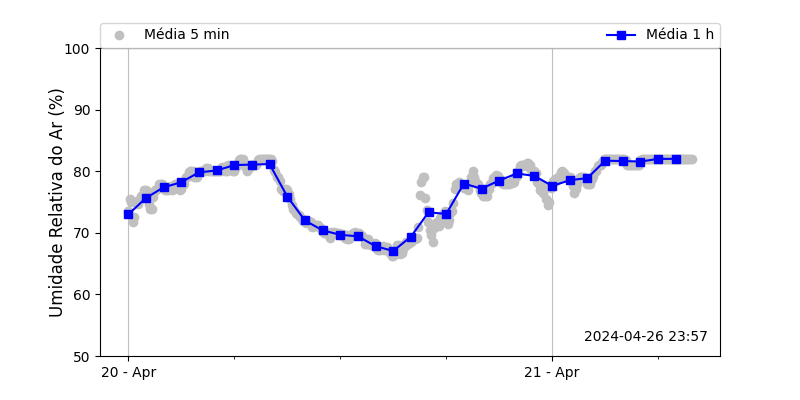 Média 5 min
Média 1 h
100
90
80
70
60
50
Umidade Relativa do Ar (%)
2024-04-26 23:57
20 - Apr
21 - Apr